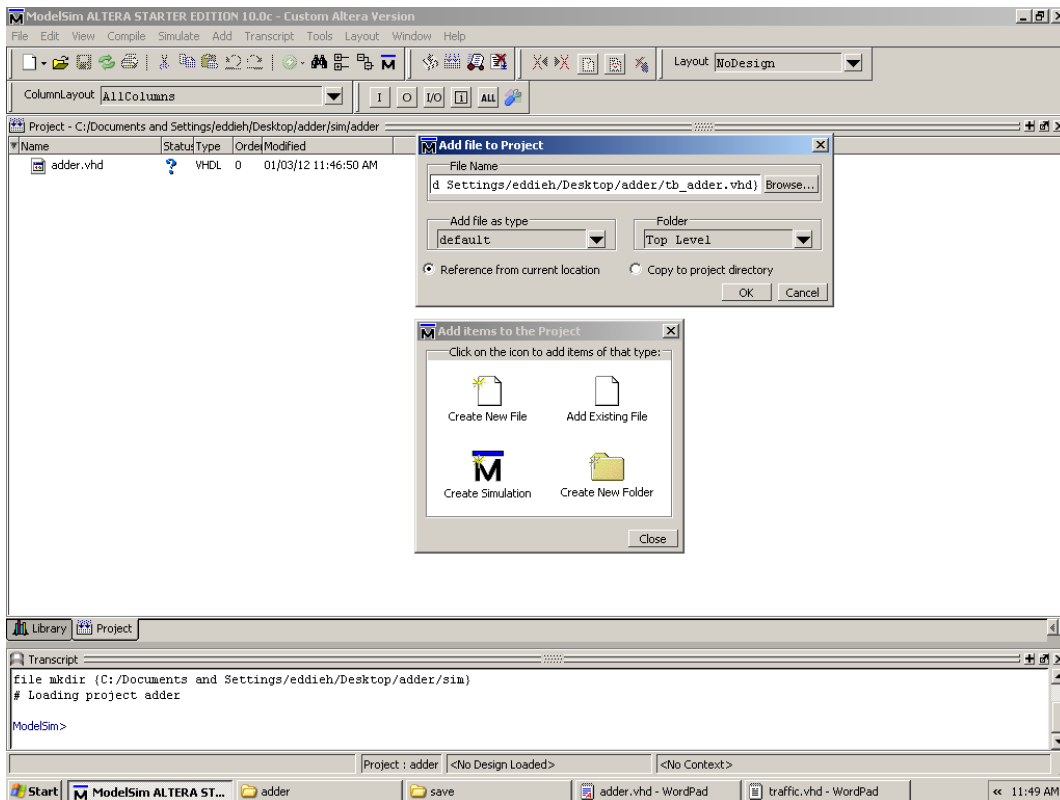 ModelSim ALTERA STARTER EDITION 10.0c - Custom Altera Version
File Edit View Compile Simulate Add Transcript Tools Layout Window Help
Layout NoDesign
ColumnLayout AllColumns
I O I/O ALL
Project - C:/Documents and Settings/eddieh/Desktop/adder/sim/adder
Name Status Type Order Modified
adder.vhd ? VHDL 0 01/03/12 11:46:50 AM
Add file to Project
File Name
d Settings/eddieh/Desktop/adder/tb_adder.vhd} Browse...
Add file as type Folder
default Top Level
Reference from current location Copy to project directory
OK Cancel
Add items to the Project
Click on the icon to add items of that type:
Create New File Add Existing File
Create Simulation Create New Folder
Close
Library Project
Transcript
file mkdir {C:/Documents and Settings/eddieh/Desktop/adder/sim}
# Loading project adder
ModelSim>
Project : adder <No Design Loaded> <No Context>
Start ModelSim ALTERA ST... adder save adder.vhd - WordPad traffic.vhd - WordPad « 11:49 AM